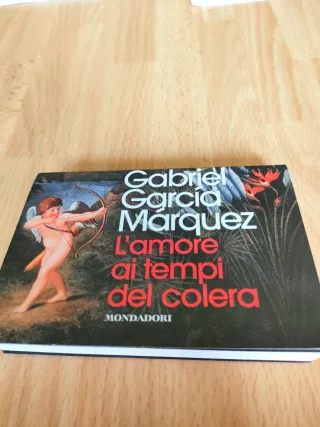 Gabriel
García
Márquez
L'amore
ai tempi
del colera
MONDADORI